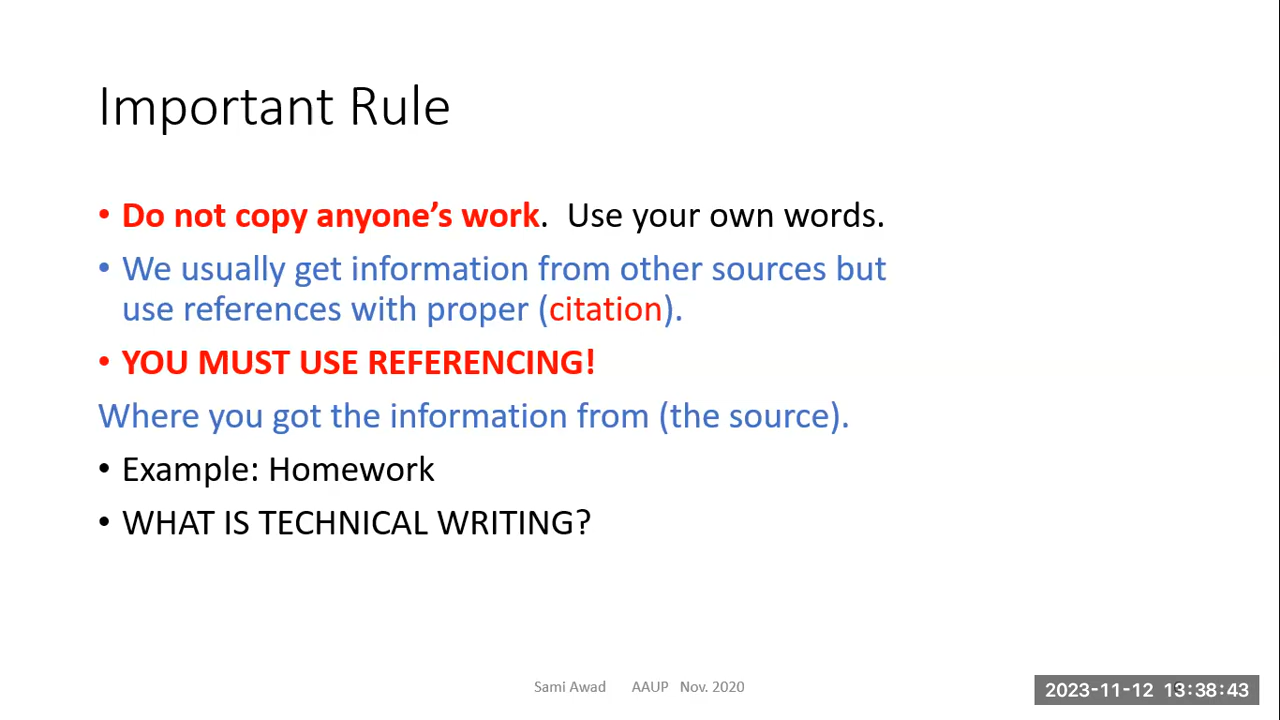 Important Rule
• Do not copy anyone’s work.  Use your own words.
• We usually get information from other sources but
use references with proper (citation).
• YOU MUST USE REFERENCING!
Where you got the information from (the source).
• Example: Homework
• WHAT IS TECHNICAL WRITING?
Sami Awad AAUP Nov. 2020
2023-11-12 13:38:43